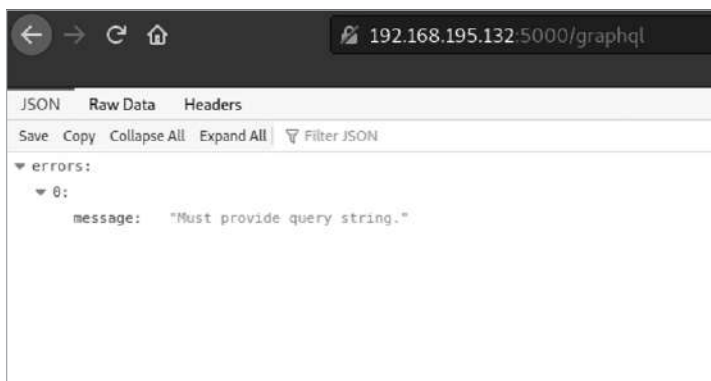 192.168.195.132:5000/graphql
JSON Raw Data Headers
Save Copy Collapse All Expand All Filter JSON
errors:
0:
message: "Must provide query string."